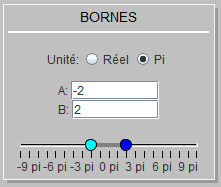 BORNES
Unité: Réel Pi
A: -2
B: 2
-9 pi -6 pi -3 pi 0 pi 3 pi 6 pi 9 pi